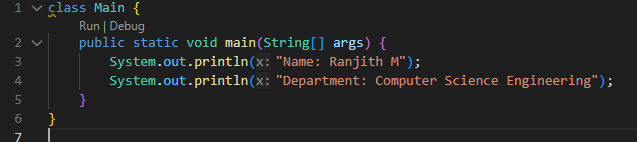 1 class Main {
Run | Debug
2 public static void main(String[] args) {
3 System.out.println(x: "Name: Ranjith M");
4 System.out.println(x: "Department: Computer Science Engineering");
5 }
6 }
7